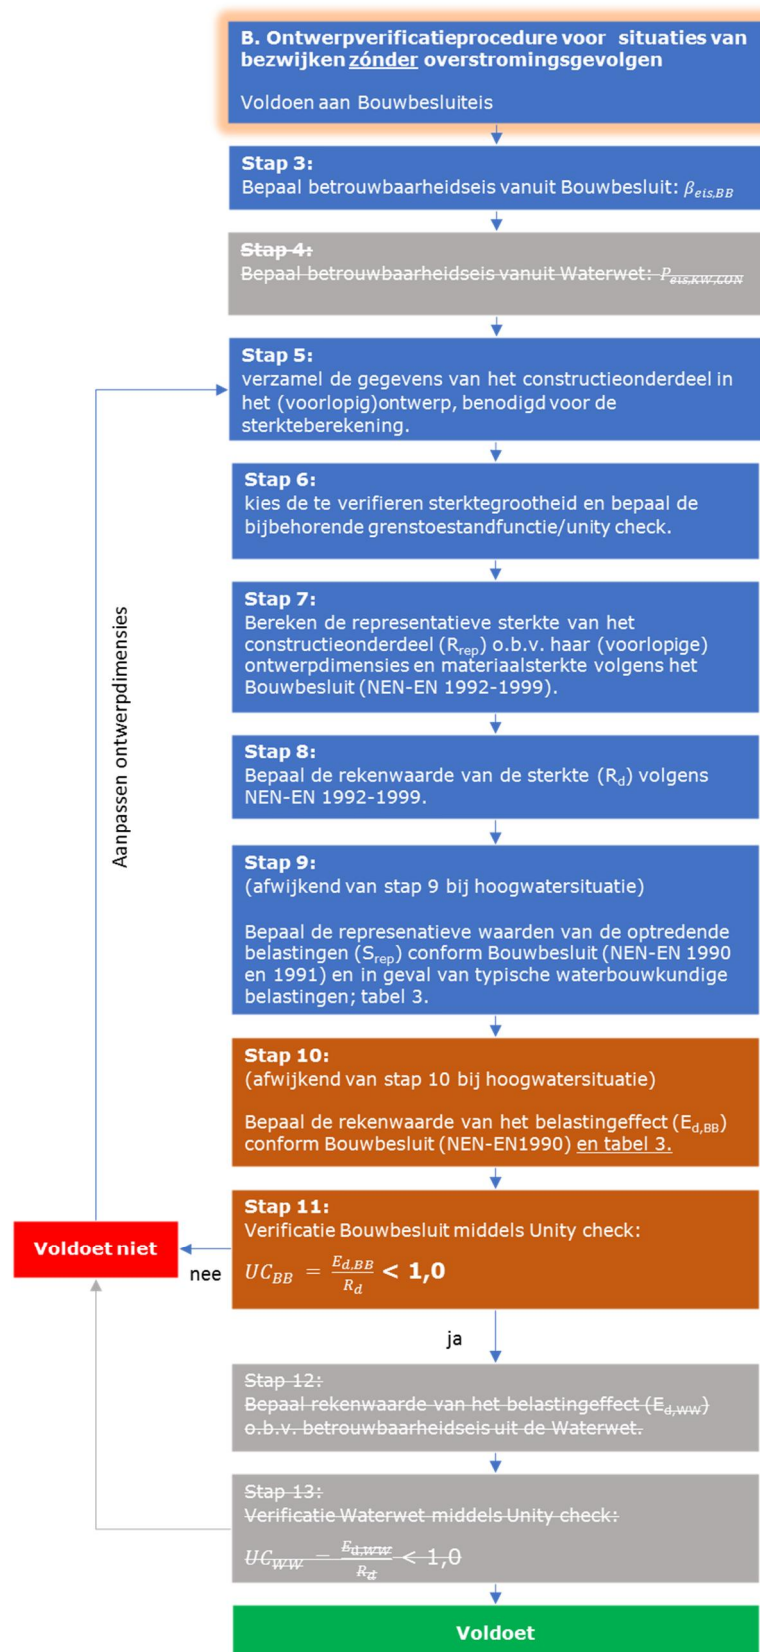 B. Ontwerpverificatieprocedure voor situaties van
bezwijken zónder overstromingsgevolgen
Voldoen aan Bouwbesluiteis
Stap 3:
Bepaal betrouwbaarheidseis vanuit Bouwbesluit: βeis,BB
Stap 4:
Bepaal betrouwbaarheidseis vanuit Waterwet: Peis,KW,CON
Stap 5:
verzamel de gegevens van het constructieonderdeel in
het (voorlopig)ontwerp, benodigd voor de
sterkteberekening.
Stap 6:
kies de te verifieren sterktegrootheid en bepaal de
bijbehorende grenstoestandfunctie/unity check.
Stap 7:
Bereken de representatieve sterkte van het
constructieonderdeel (Rrep) o.b.v. haar (voorlopige)
ontwerpdimensies en materiaalsterkte volgens het
Bouwbesluit (NEN-EN 1992-1999).
Stap 8:
Bepaal de rekenwaarde van de sterkte (Rd) volgens
NEN-EN 1992-1999.
Stap 9:
(afwijkend van stap 9 bij hoogwatersituatie)
Bepaal de represenatieve waarden van de optredende
belastingen (Srep) conform Bouwbesluit (NEN-EN 1990
en 1991) en in geval van typische waterbouwkundige
belastingen; tabel 3.
Stap 10:
(afwijkend van stap 10 bij hoogwatersituatie)
Bepaal de rekenwaarde van het belastingeffect (Ed,BB)
conform Bouwbesluit (NEN-EN1990) en tabel 3.
Stap 11:
Verificatie Bouwbesluit middels Unity check:
UCBB = Ed,BB / Rd < 1,0
Voldoet niet
nee
ja
Aanpassen ontwerpdimensies
Stap 12:
Bepaal rekenwaarde van het belastingeffect (Ed,WW)
o.b.v. betrouwbaarheidseis uit de Waterwet.
Stap 13:
Verificatie Waterwet middels Unity check:
UCWW = Ed,WW / Rd < 1,0
Voldoet